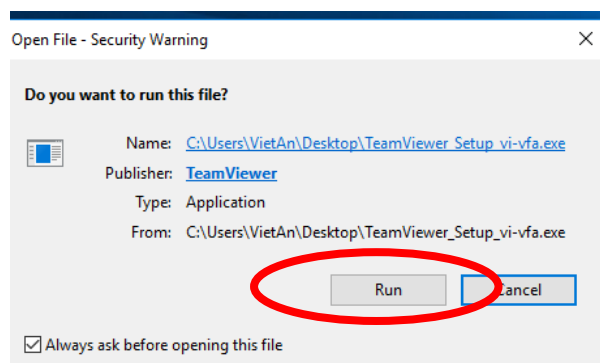 Open File - Security Warning
Do you want to run this file?
Name: C:\Users\VietAn\Desktop\TeamViewer_Setup_vi-vfa.exe
Publisher: TeamViewer
Type: Application
From: C:\Users\VietAn\Desktop\TeamViewer_Setup_vi-vfa.exe
Run Cancel
Always ask before opening this file